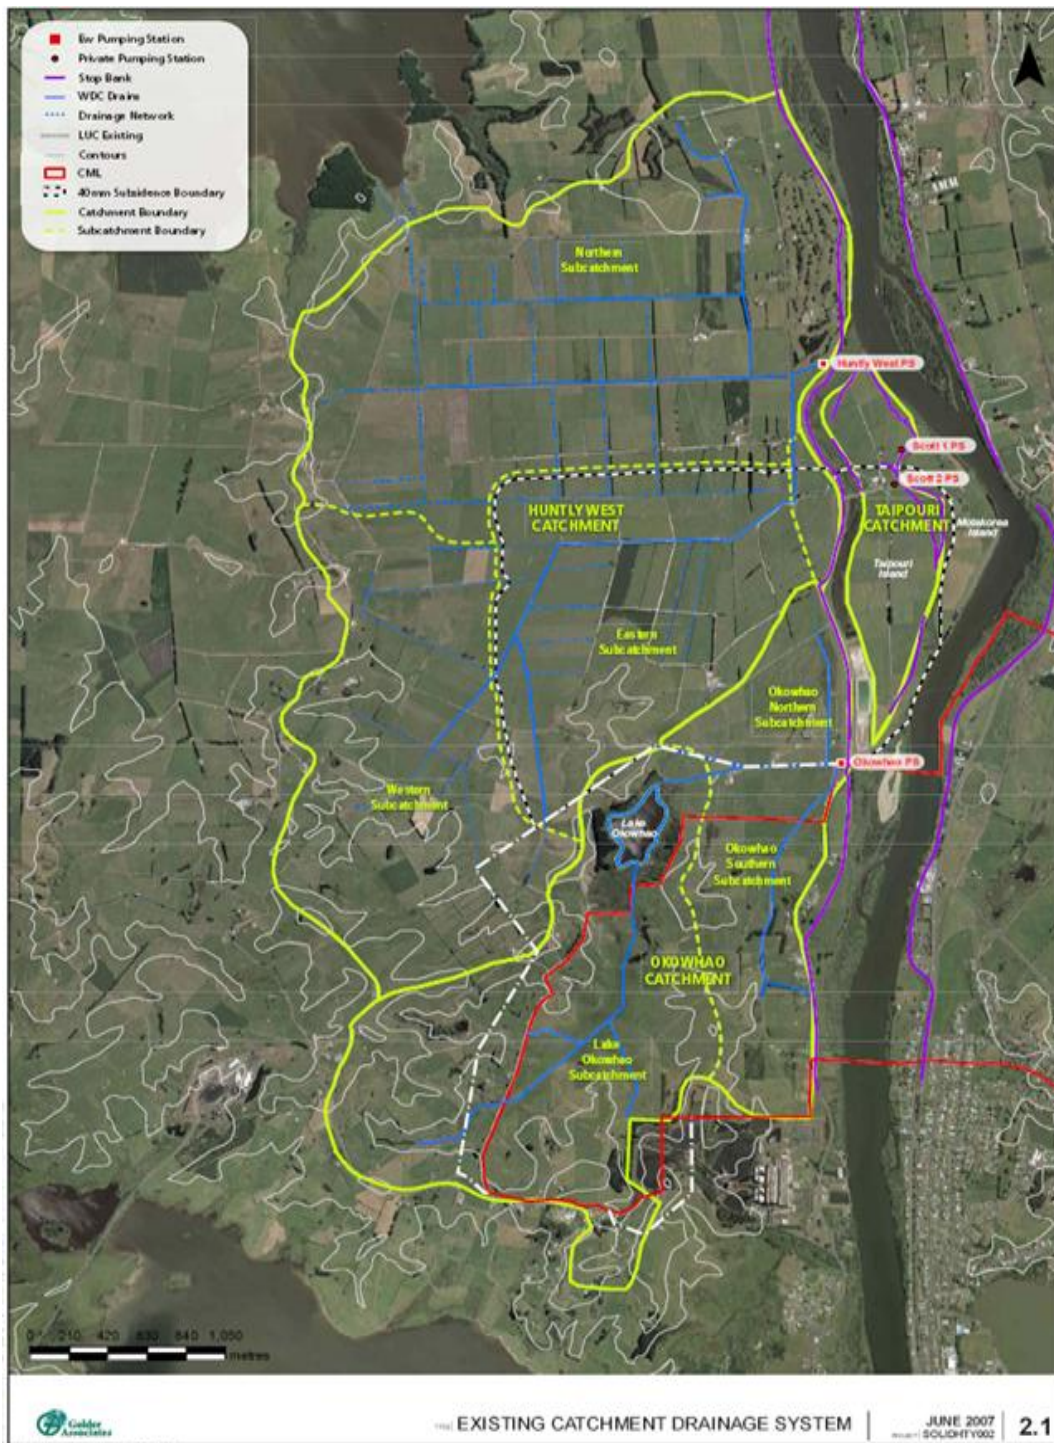 Ew Pumping Station
Private Pumping Station
Stop Bank
WDC Drains
Drainage Network
LUC Existing
Contours
CML
40mm Subsidence Boundary
Catchment Boundary
Subcatchment Boundary
Northern
Subcatchment
Huntly West PS
Scott 1 PS
Scott 2 PS
HUNTLY WEST
CATCHMENT
TAIPOURI
CATCHMENT
Motakorea
Island
Taipouri
Island
Eastern
Subcatchment
Okowhao
Northern
Subcatchment
Okowhao PS
Western
Subcatchment
Lake
Okowhao
Okowhao
Southern
Subcatchment
OKOWHAO
CATCHMENT
Lake
Okowhao
Subcatchment
0 210 420 630 840 1,050
metres
Golder
Associates
EXISTING CATCHMENT DRAINAGE SYSTEM
JUNE 2007
SOLIDHTY002
2.1